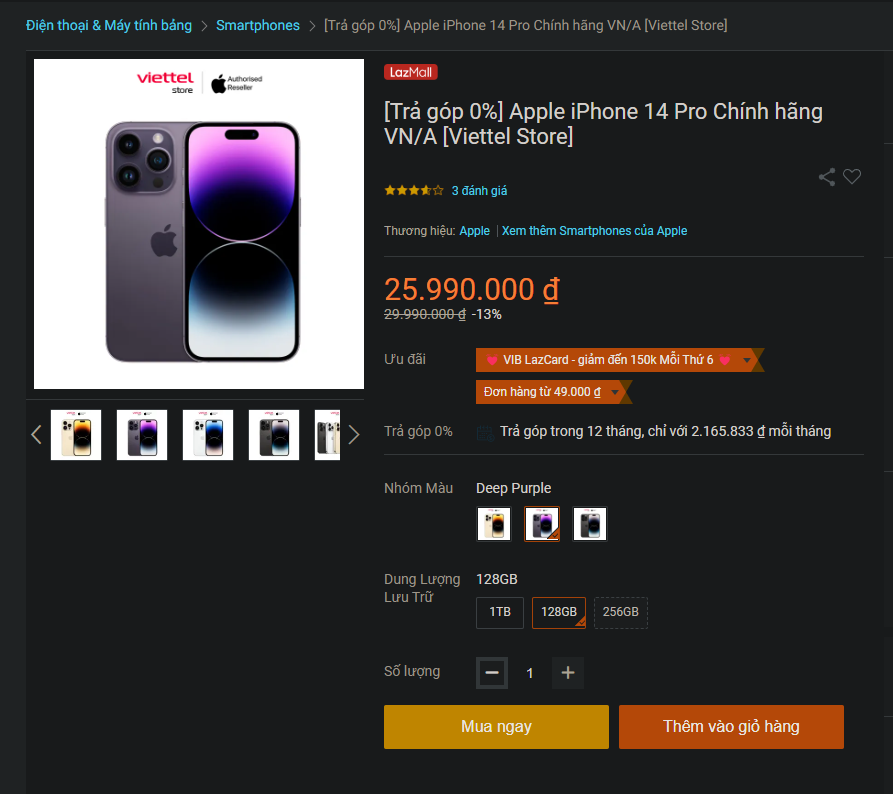 Điện thoại & Máy tính bảng > Smartphones > [Trả góp 0%] Apple iPhone 14 Pro Chính hãng VN/A [Viettel Store]
viettel
store
Authorised
Reseller
LazMall
[Trả góp 0%] Apple iPhone 14 Pro Chính hãng
VN/A [Viettel Store]
3 đánh giá
Thương hiệu: Apple | Xem thêm Smartphones của Apple
25.990.000 ₫
29.990.000 ₫ -13%
Ưu đãi
VIB LazCard - giảm đến 150k Mỗi Thứ 6
Đơn hàng từ 49.000 ₫
Trả góp 0% Trả góp trong 12 tháng, chỉ với 2.165.833 ₫ mỗi tháng
Nhóm Màu Deep Purple
Dung Lượng 128GB
Lưu Trữ
1TB 128GB 256GB
Số lượng 1
Mua ngay Thêm vào giỏ hàng